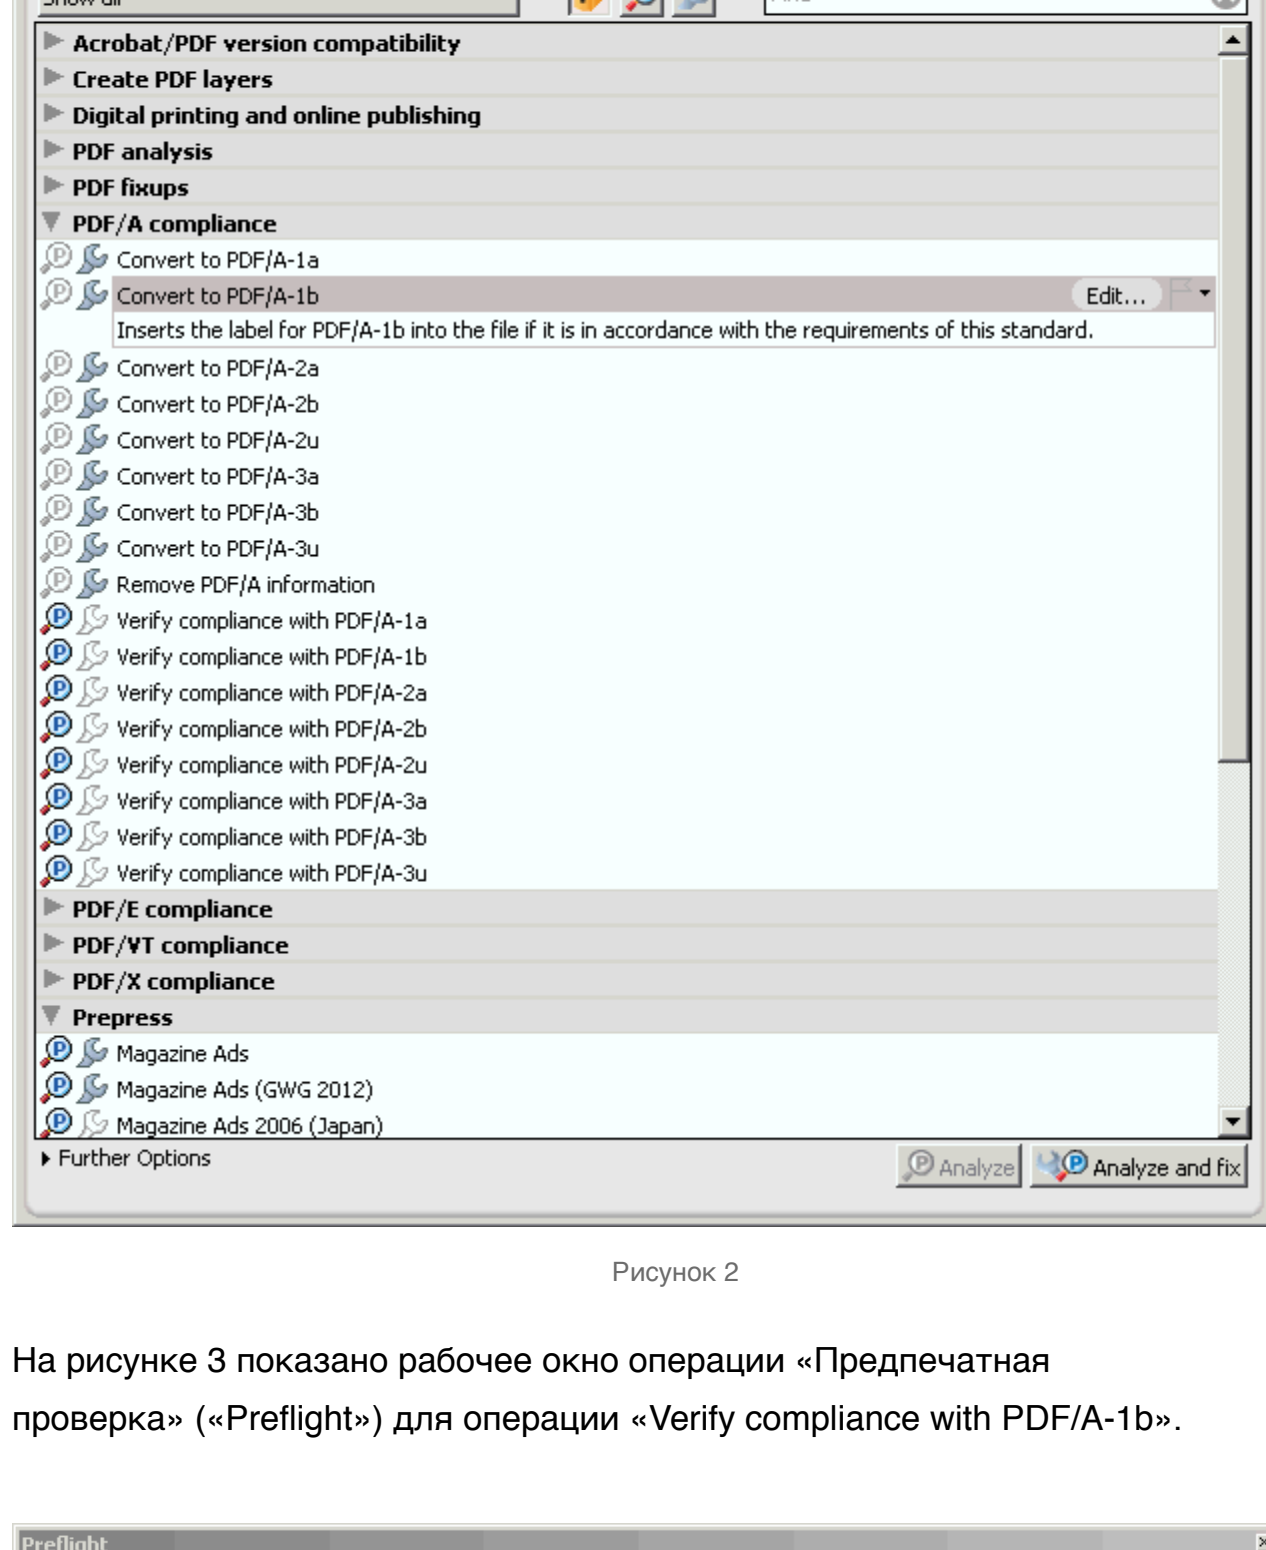 Show all
Acrobat/PDF version compatibility
Create PDF layers
Digital printing and online publishing
PDF analysis
PDF fixups
PDF/A compliance
Convert to PDF/A-1a
Convert to PDF/A-1b Edit...
Inserts the label for PDF/A-1b into the file if it is in accordance with the requirements of this standard.
Convert to PDF/A-2a
Convert to PDF/A-2b
Convert to PDF/A-2u
Convert to PDF/A-3a
Convert to PDF/A-3b
Convert to PDF/A-3u
Remove PDF/A information
Verify compliance with PDF/A-1a
Verify compliance with PDF/A-1b
Verify compliance with PDF/A-2a
Verify compliance with PDF/A-2b
Verify compliance with PDF/A-2u
Verify compliance with PDF/A-3a
Verify compliance with PDF/A-3b
Verify compliance with PDF/A-3u
PDF/E compliance
PDF/VT compliance
PDF/X compliance
Prepress
Magazine Ads
Magazine Ads (GWG 2012)
Magazine Ads 2006 (Japan)
Further Options Analyze Analyze and fix
Рисунок 2
На рисунке 3 показано рабочее окно операции «Предпечатная
проверка» («Preflight») для операции «Verify compliance with PDF/A-1b».
Preflight